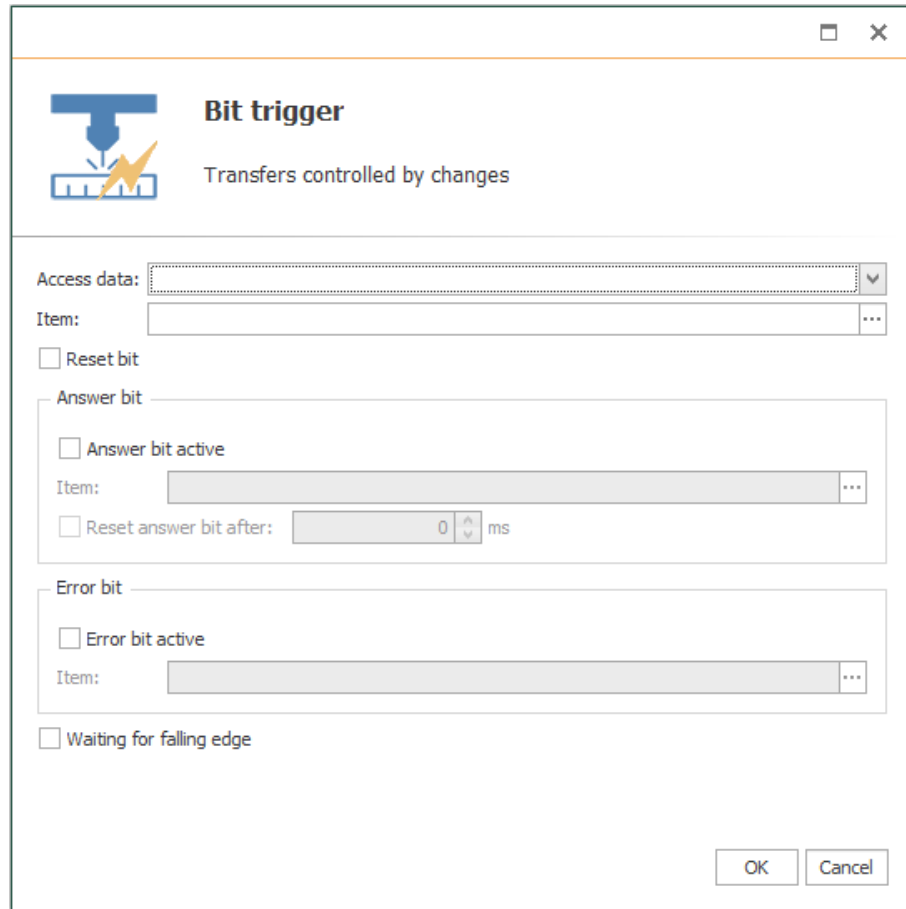 Bit trigger
Transfers controlled by changes
Access data:
Item:
Reset bit
Answer bit
Answer bit active
Item:
Reset answer bit after: 0 ms
Error bit
Error bit active
Item:
Waiting for falling edge
OK Cancel